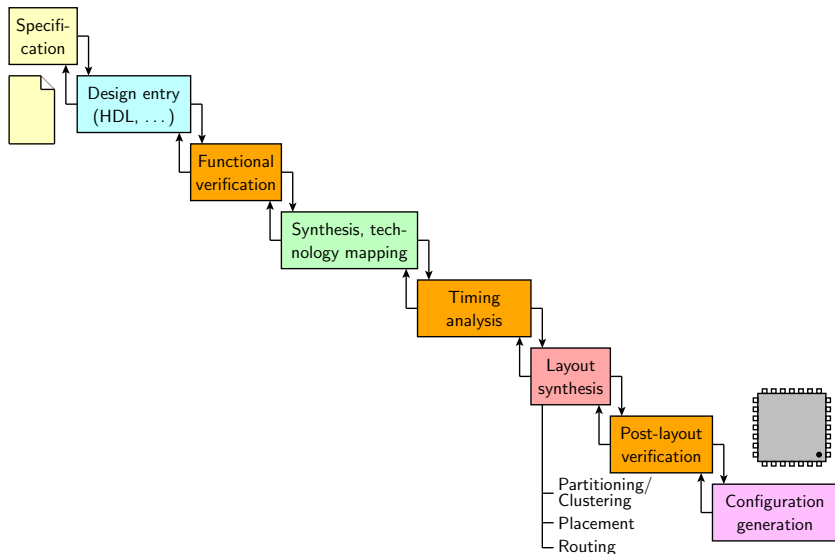 Specifi-
cation
Design entry
(HDL, ...)
Functional
verification
Synthesis, tech-
nology mapping
Timing
analysis
Layout
synthesis
Post-layout
verification
Partitioning/
Clustering
Placement
Routing
Configuration
generation